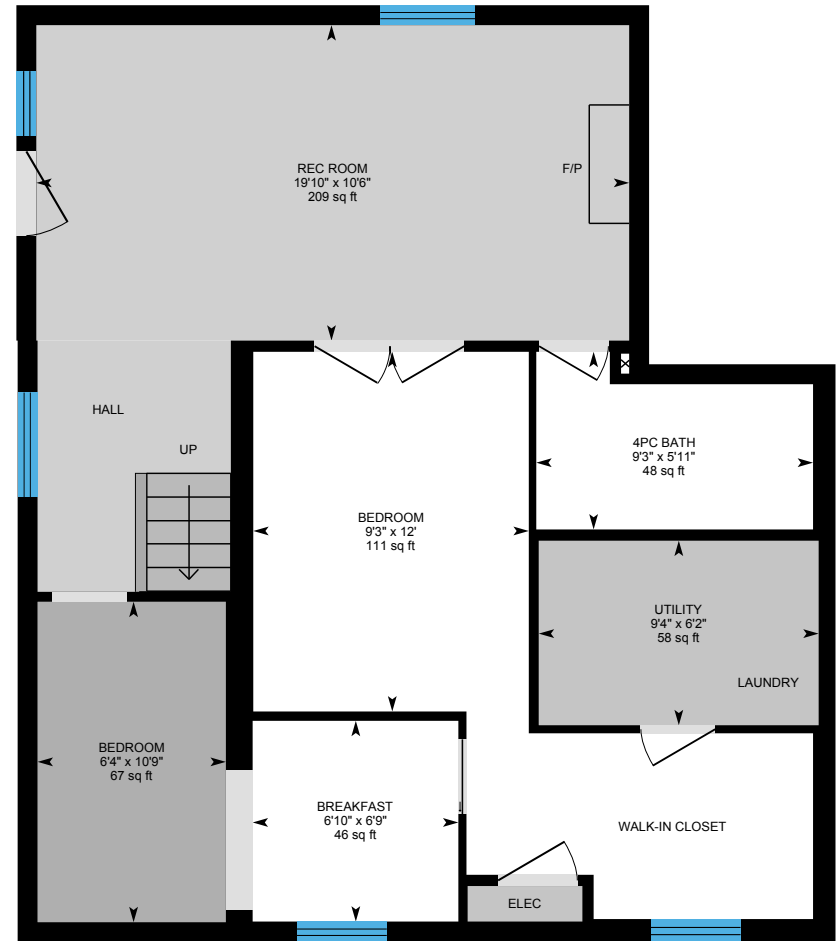 REC ROOM
19'10" x 10'6"
209 sq ft
F/P
HALL
UP
4PC BATH
9'3" x 5'11"
48 sq ft
BEDROOM
9'3" x 12'
111 sq ft
UTILITY
9'4" x 6'2"
58 sq ft
LAUNDRY
BEDROOM
6'4" x 10'9"
67 sq ft
BREAKFAST
6'10" x 6'9"
46 sq ft
WALK-IN CLOSET
ELEC